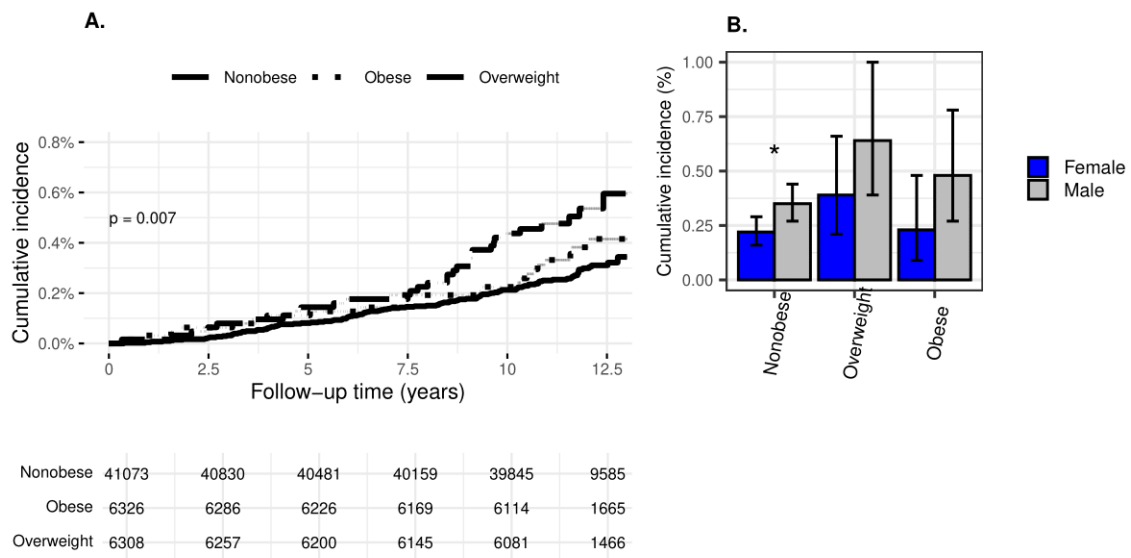 A.
Nonobese Obese Overweight
Cumulative incidence
0.8%
0.6%
0.4%
0.2%
0.0%
p = 0.007
0 2.5 5 7.5 10 12.5
Follow−up time (years)
Nonobese 41073 40830 40481 40159 39845 9585
Obese 6326 6286 6226 6169 6114 1665
Overweight 6308 6257 6200 6145 6081 1466
B.
Cumulative incidence (%)
1.00
0.75
0.50
0.25
0.00
*
Nonobese Overweight Obese
Female
Male